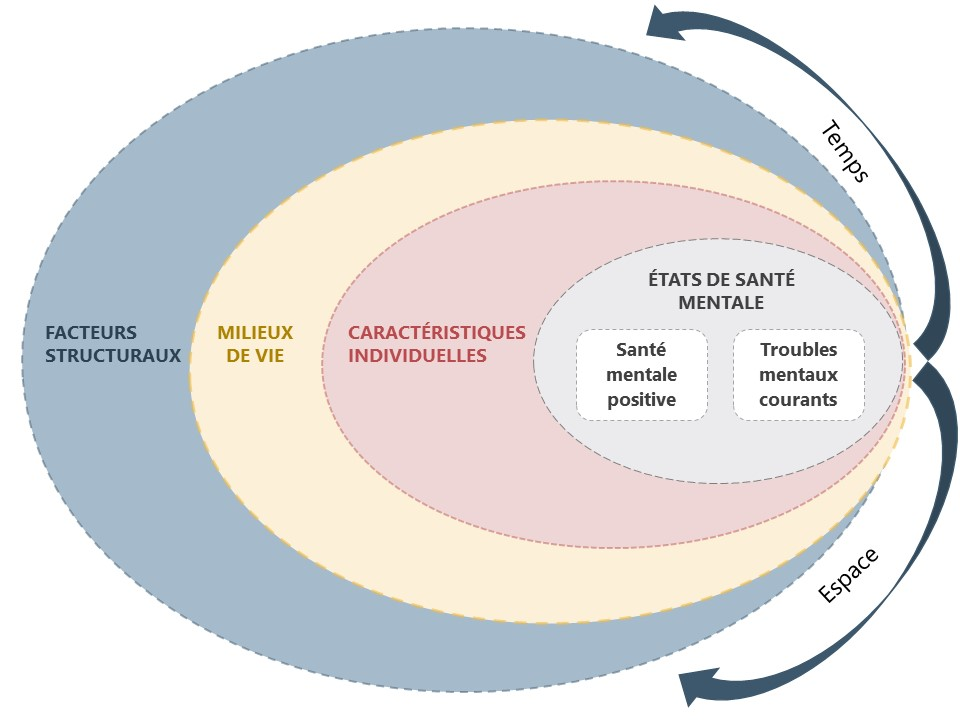 Temps
ÉTATS DE SANTÉ
MENTALE
FACTEURS
STRUCTURAUX
MILIEUX
DE VIE
CARACTÉRISTIQUES
INDIVIDUELLES
Santé
mentale
positive
Troubles
mentaux
courants
Espace